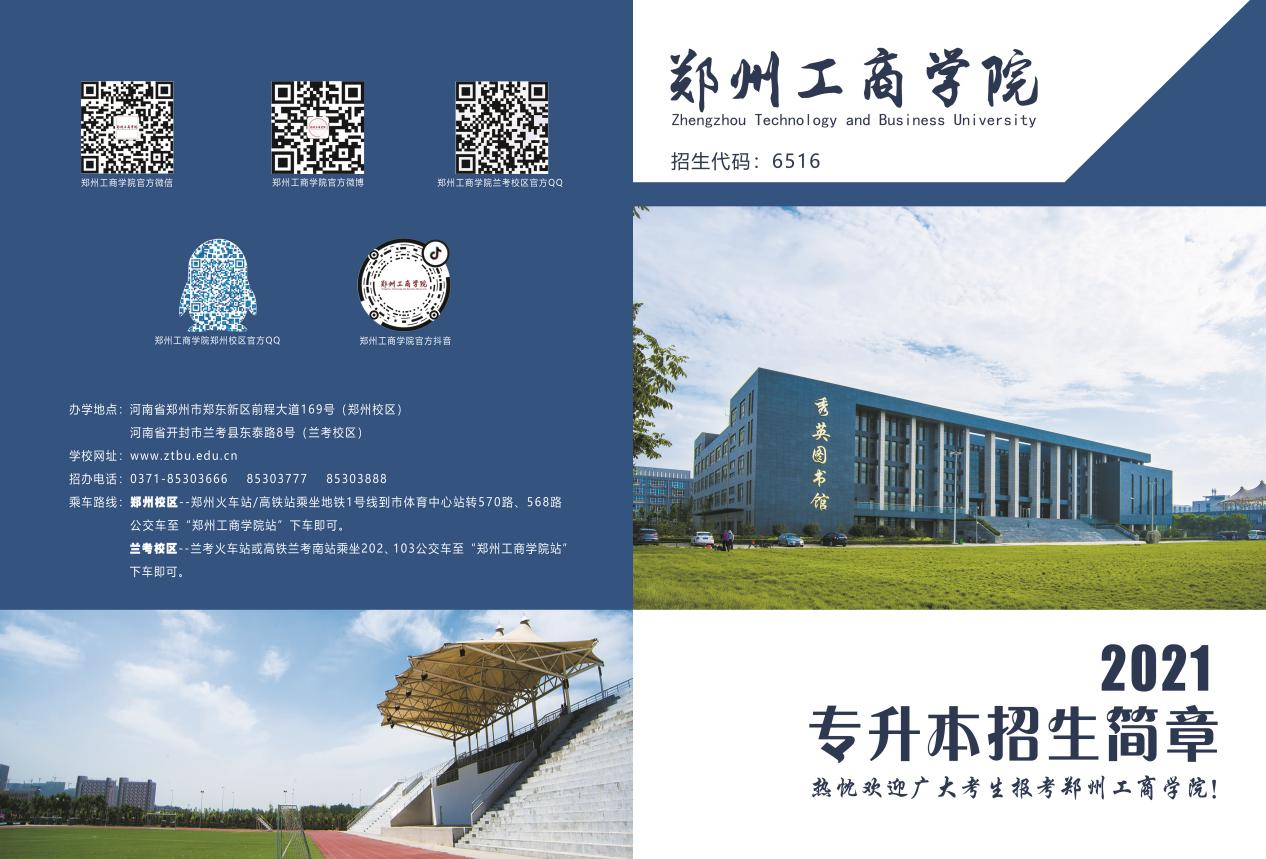 郑州工商学院官方微信
郑州工商学院官方微博
郑州工商学院兰考校区官方QQ
郑州工商学院郑州校区官方QQ
郑州工商学院
郑州工商学院官方抖音
办学地点：河南省郑州市郑东新区前程大道169号（郑州校区）
河南省开封市兰考县东泰路8号（兰考校区）
学校网址：www.ztbu.edu.cn
招办电话：0371-85303666 85303777 85303888
乘车路线：郑州校区--郑州火车站/高铁站乘坐地铁1号线到市体育中心站转570路、568路
公交车至“郑州工商学院站”下车即可。
兰考校区--兰考火车站或高铁兰考南站乘坐202、103公交车至“郑州工商学院站”
下车即可。
郑州工商学院
Zhengzhou Technology and Business University
招生代码：6516
秀英图书馆
2021
专升本招生简章
热忱欢迎广大考生报考郑州工商学院！